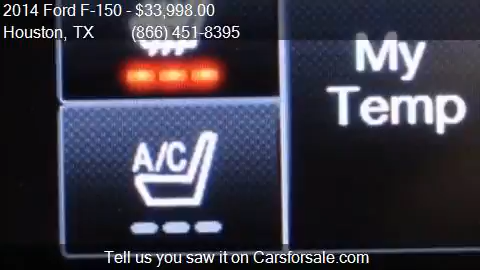 2014 Ford F-150 - $33,998.00
Houston, TX (866) 451-8395
My
Temp
A/C
Tell us you saw it on Carsforsale.com